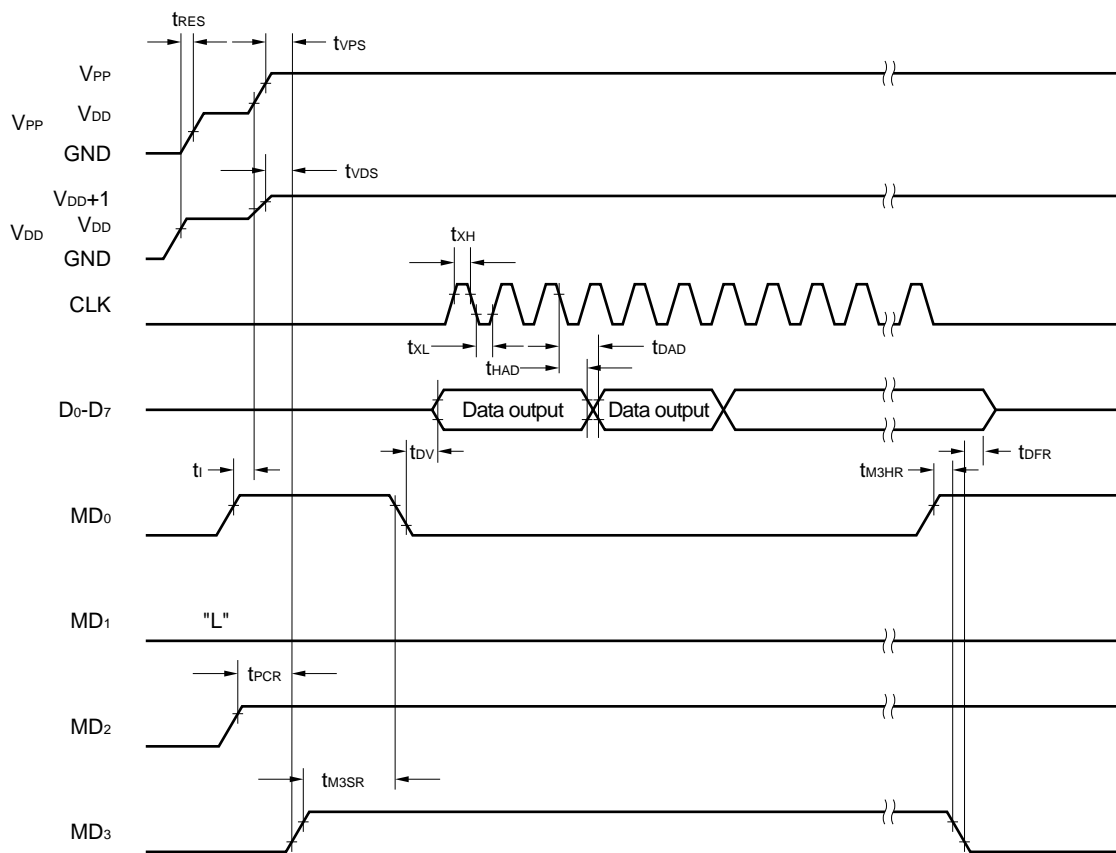 tRES
tVPS
VPP
VPP
VDD
GND
tVDS
VDD
VDD+1
VDD
GND
tXH
CLK
tXL
tHAD
tDAD
D0-D7
Data output
Data output
tDV
tI
tM3HR
tDFR
MD0
MD1
"L"
tPCR
MD2
tM3SR
MD3